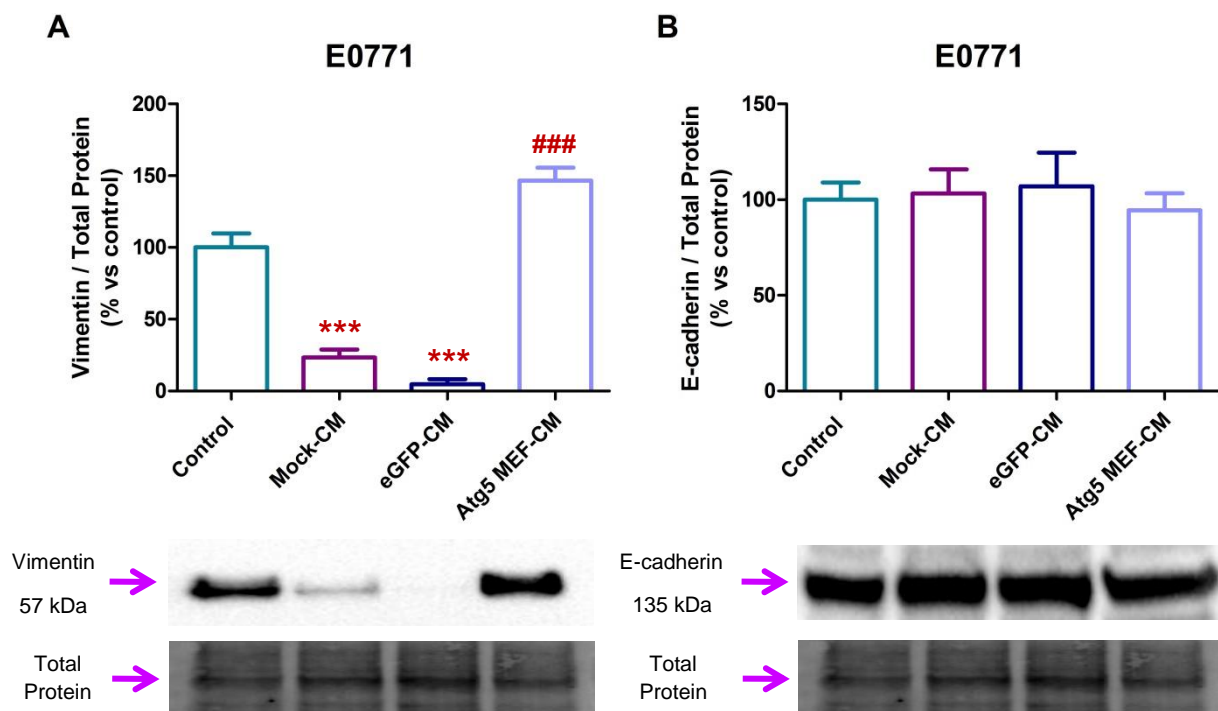 A
E0771
Vimentin / Total Protein
(% vs control)
200
150
100
50
0
***
***
###
Control
Mock-CM
eGFP-CM
Atg5 MEF-CM
Vimentin
57 kDa
Total
Protein
B
E0771
E-cadherin / Total Protein
(% vs control)
150
100
50
0
Control
Mock-CM
eGFP-CM
Atg5 MEF-CM
E-cadherin
135 kDa
Total
Protein